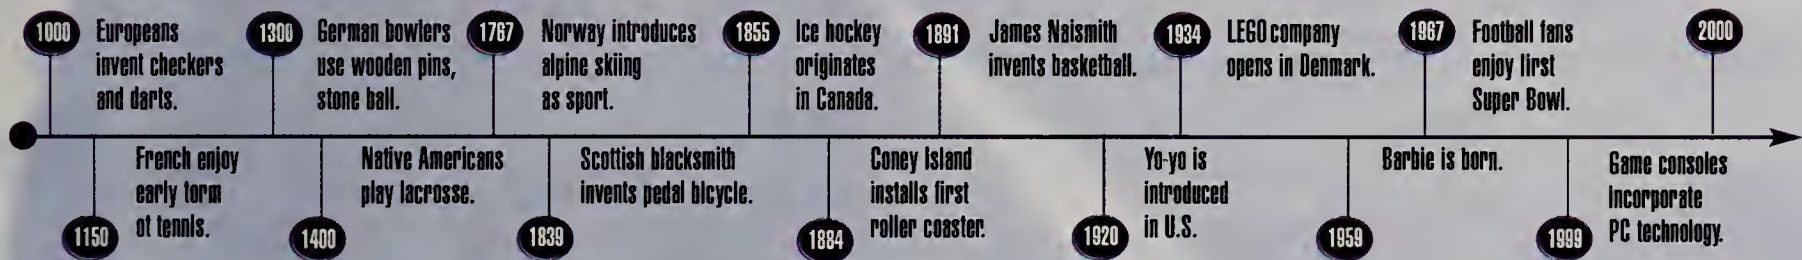 1000
Europeans
invent checkers
and darts.
1150
French enjoy
early form
of tennis.
1300
German bowlers
use wooden pins,
stone ball.
1400
Native Americans
play lacrosse.
1767
Norway introduces
alpine skiing
as sport.
1839
Scottish blacksmith
invents pedal bicycle.
1855
Ice hockey
originates
in Canada.
1884
Coney Island
installs first
roller coaster.
1891
James Naismith
invents basketball.
1920
Yo-yo is
introduced
in U.S.
1934
LEGO company
opens in Denmark.
1959
Barbie is born.
1967
Football fans
enjoy first
Super Bowl.
1999
Game consoles
incorporate
PC technology.
2000